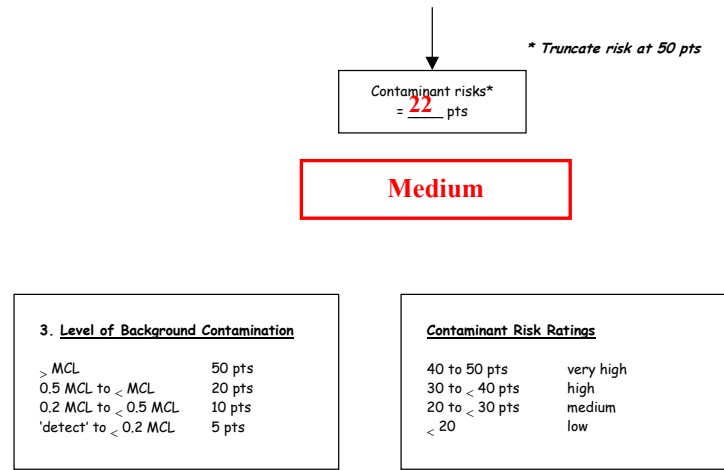 * Truncate risk at 50 pts
Contaminant risks*
= 22 pts
Medium
3. Level of Background Contamination
> MCL 50 pts
0.5 MCL to < MCL 20 pts
0.2 MCL to < 0.5 MCL 10 pts
'detect' to < 0.2 MCL 5 pts
Contaminant Risk Ratings
40 to 50 pts very high
30 to < 40 pts high
20 to < 30 pts medium
< 20 low